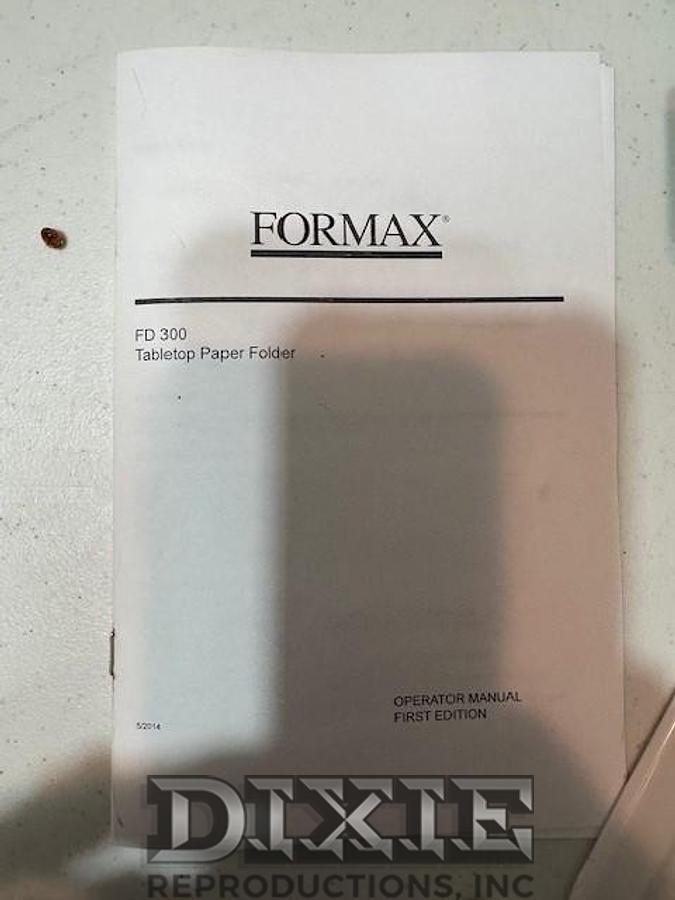 FORMAX®
FD 300
Tabletop Paper Folder
OPERATOR MANUAL
FIRST EDITION
5/2014
DIXIE
REPRODUCTIONS, INC